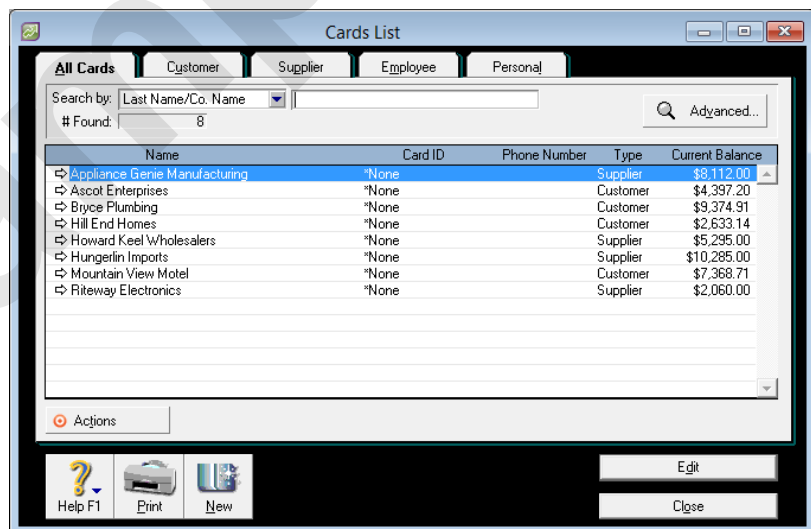 Cards List
All Cards Customer Supplier Employee Personal
Search by: Last Name/Co. Name
Advanced...
# Found: 8
Name Card ID Phone Number Type Current Balance
Appliance Genie Manufacturing *None Supplier $8,112.00
Ascot Enterprises *None Customer $4,397.20
Bryce Plumbing *None Customer $9,374.91
Hill End Homes *None Customer $2,633.14
Howard Keel Wholesalers *None Supplier $5,295.00
Hungerlin Imports *None Supplier $10,285.00
Mountain View Motel *None Customer $7,368.71
Riteway Electronics *None Supplier $2,060.00
Actions
Edit
Help F1 Print New
Close